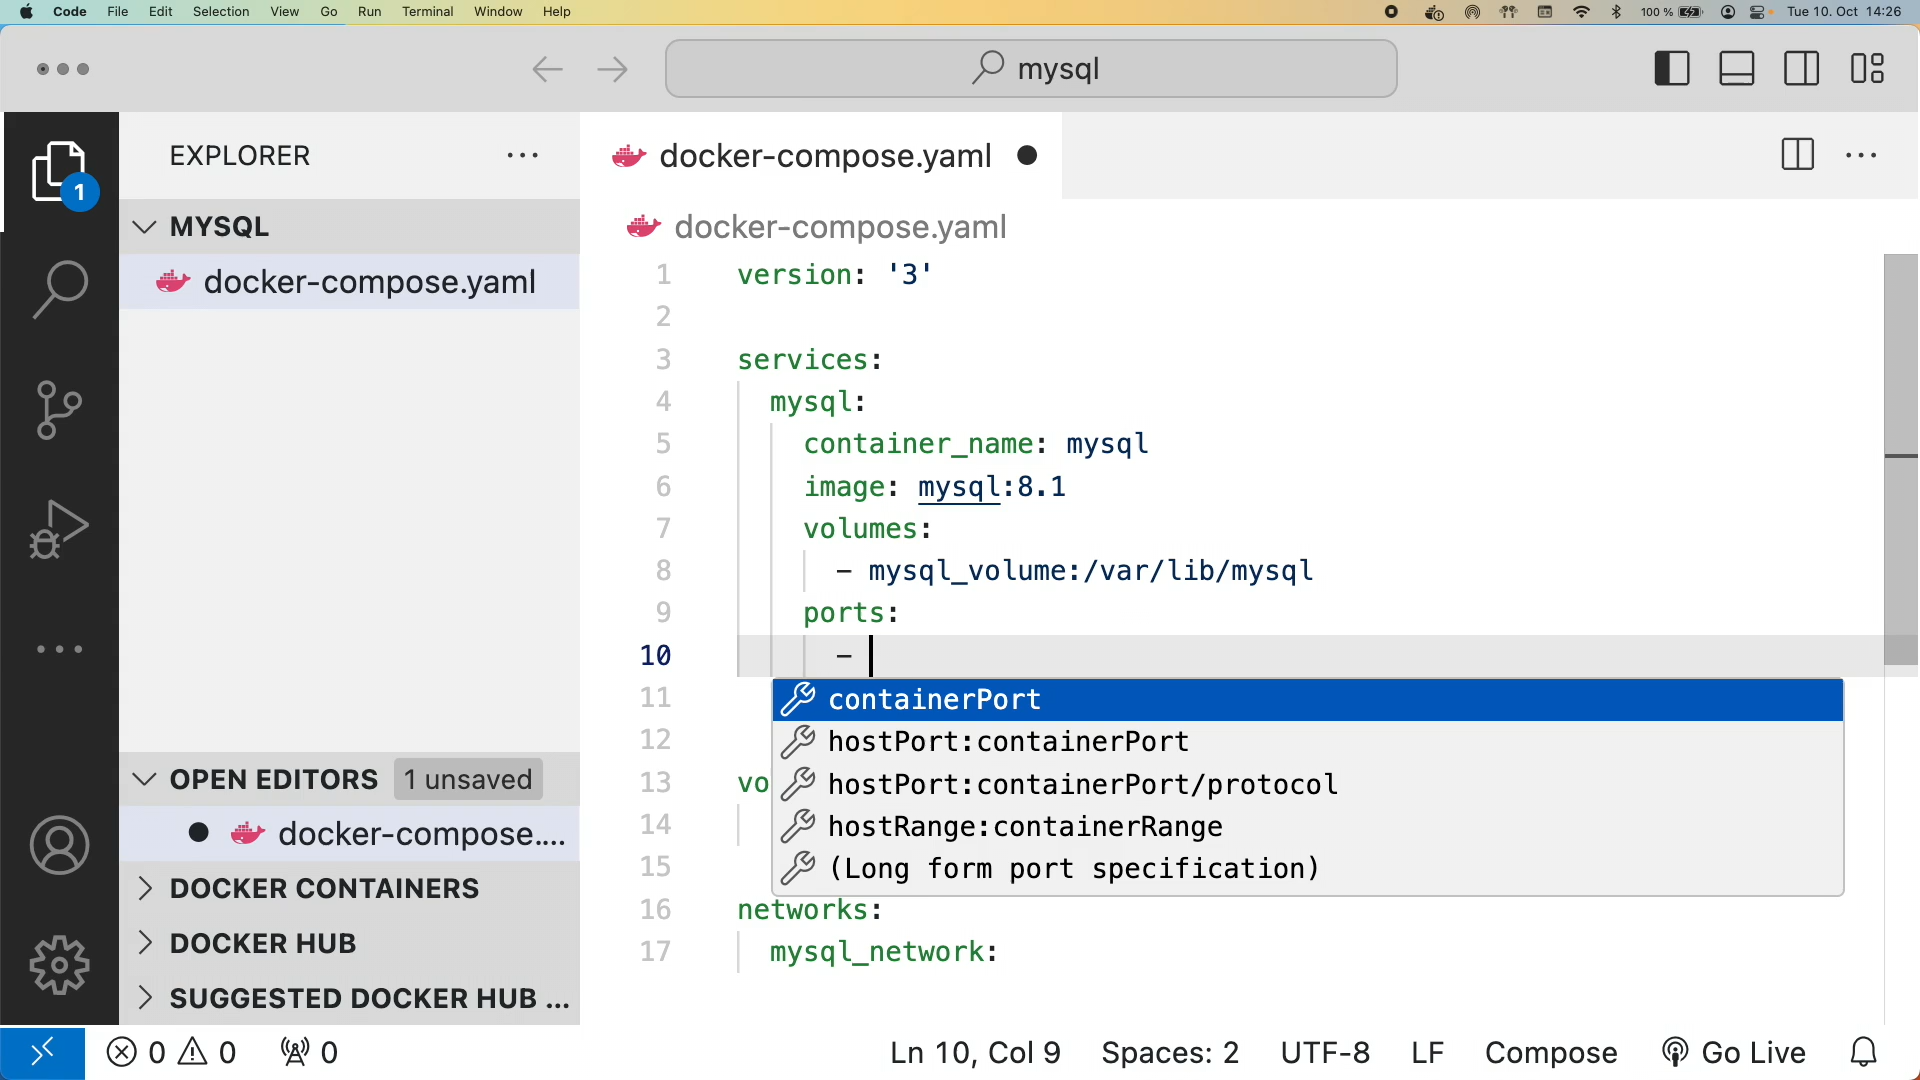 Code File Edit Selection View Go Run Terminal Window Help 100 % Tue 10. Oct 14:26
mysql
EXPLORER
1
MYSQL
docker-compose.yaml
OPEN EDITORS 1 unsaved
docker-compose....
DOCKER CONTAINERS
DOCKER HUB
SUGGESTED DOCKER HUB ...
docker-compose.yaml
docker-compose.yaml
1 version: '3'
2
3 services:
4 mysql:
5 container_name: mysql
6 image: mysql:8.1
7 volumes:
8 - mysql_volume:/var/lib/mysql
9 ports:
10 -
11
12
13 vo
14
15
16 networks:
17 mysql_network:
containerPort
hostPort:containerPort
hostPort:containerPort/protocol
hostRange:containerRange
(Long form port specification)
0 0 0 Ln 10, Col 9 Spaces: 2 UTF-8 LF Compose Go Live